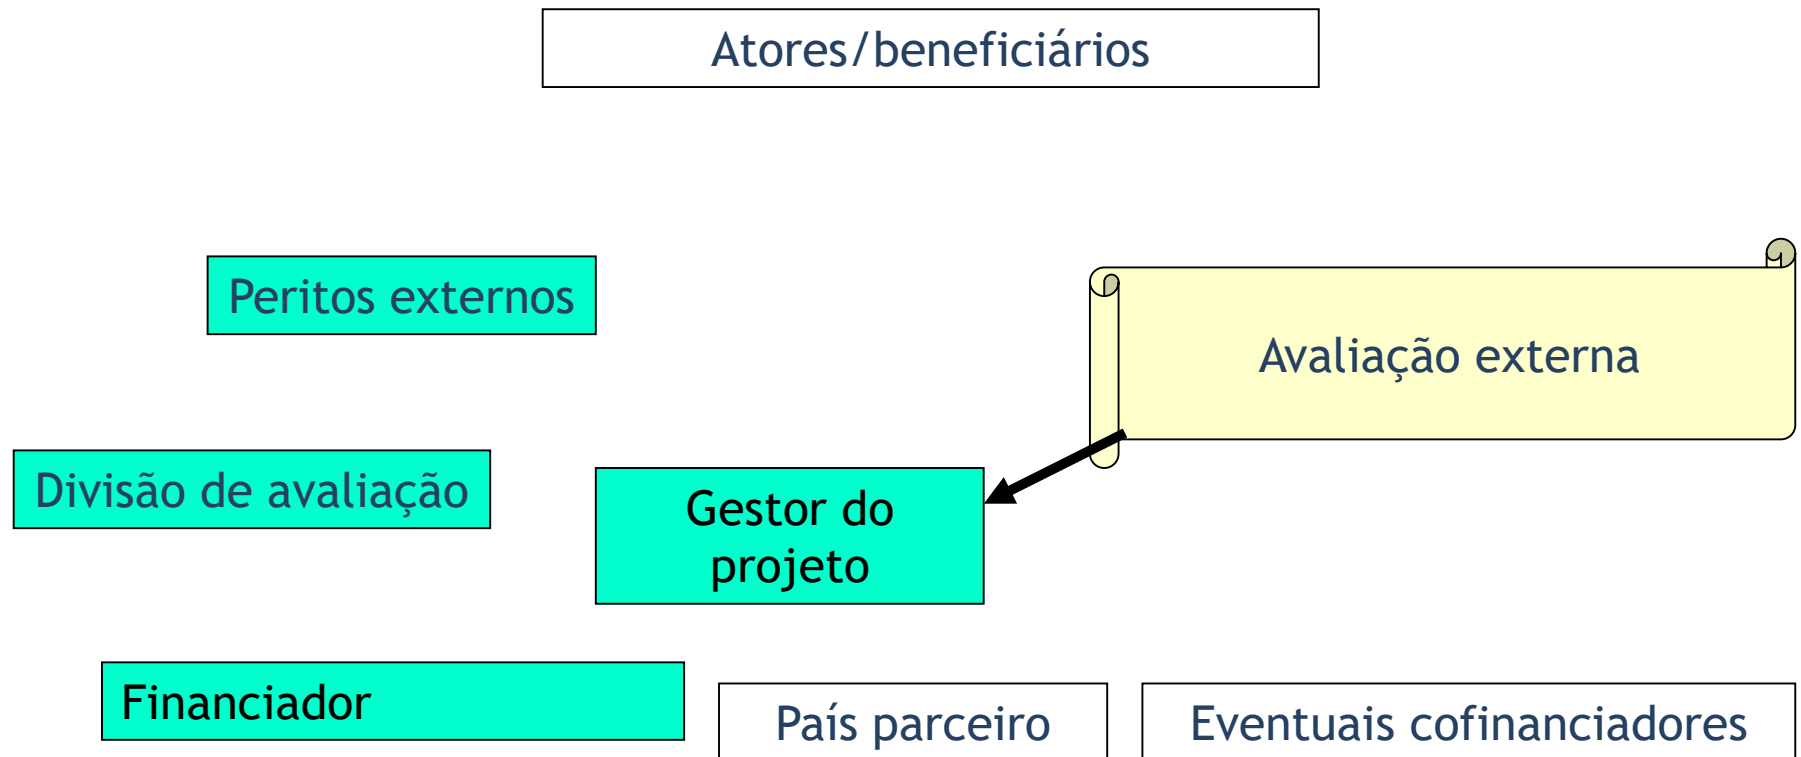 Atores/beneficiários
Peritos externos
Avaliação externa
Divisão de avaliação
Gestor do
projeto
Financiador
País parceiro
Eventuais cofinanciadores